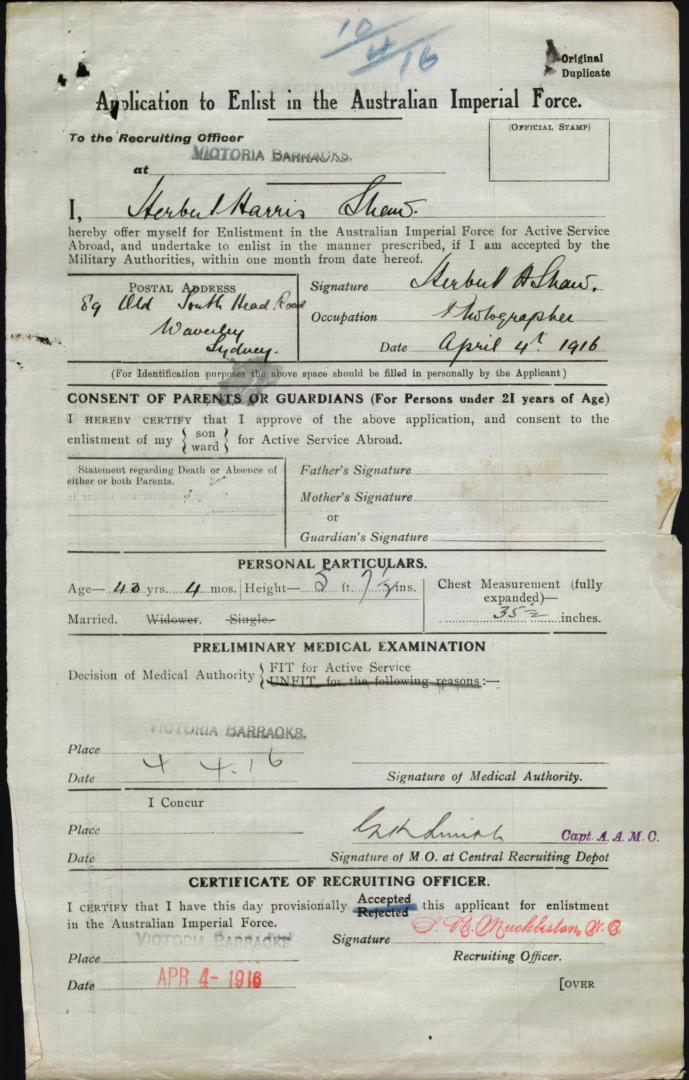 10/4/16
Original
Duplicate
Application to Enlist in the Australian Imperial Force.
To the Recruiting Officer
(OFFICIAL STAMP)
at VICTORIA BARRACKS.
I, Herbert Harris Shaw.
hereby offer myself for Enlistment in the Australian Imperial Force for Active Service
Abroad, and undertake to enlist in the manner prescribed, if I am accepted by the
Military Authorities, within one month from date hereof.
POSTAL ADDRESS
89 Old South Head Road
Waverley
Sydney.
Signature Herbert H Shaw.
Occupation Photographer
Date April 4th 1916
(For Identification purposes the above space should be filled in personally by the Applicant)
CONSENT OF PARENTS OR GUARDIANS (For Persons under 21 years of Age)
I HEREBY CERTIFY that I approve of the above application, and consent to the
enlistment of my { son ward } for Active Service Abroad.
Statement regarding Death or Absence of
either or both Parents.
Father's Signature
Mother's Signature
or
Guardian's Signature
PERSONAL PARTICULARS.
Age— 43 yrs. 4 mos. Height— 5 ft. 7½ ins.
Chest Measurement (fully
expanded)—
35½ inches.
Married. Widower. Single.
PRELIMINARY MEDICAL EXAMINATION
Decision of Medical Authority { FIT for Active Service
UNFIT for the following reasons:—
VICTORIA BARRACKS.
Place
Date 4 4.16
Signature of Medical Authority.
I Concur
Place
Capt. A. A. M. C.
Date
Signature of M.O. at Central Recruiting Depot
CERTIFICATE OF RECRUITING OFFICER.
I CERTIFY that I have this day provisionally Accepted Rejected this applicant for enlistment
in the Australian Imperial Force.
VICTORIA BARRACKS
Signature
Place
Recruiting Officer.
Date APR 4- 1916
[OVER